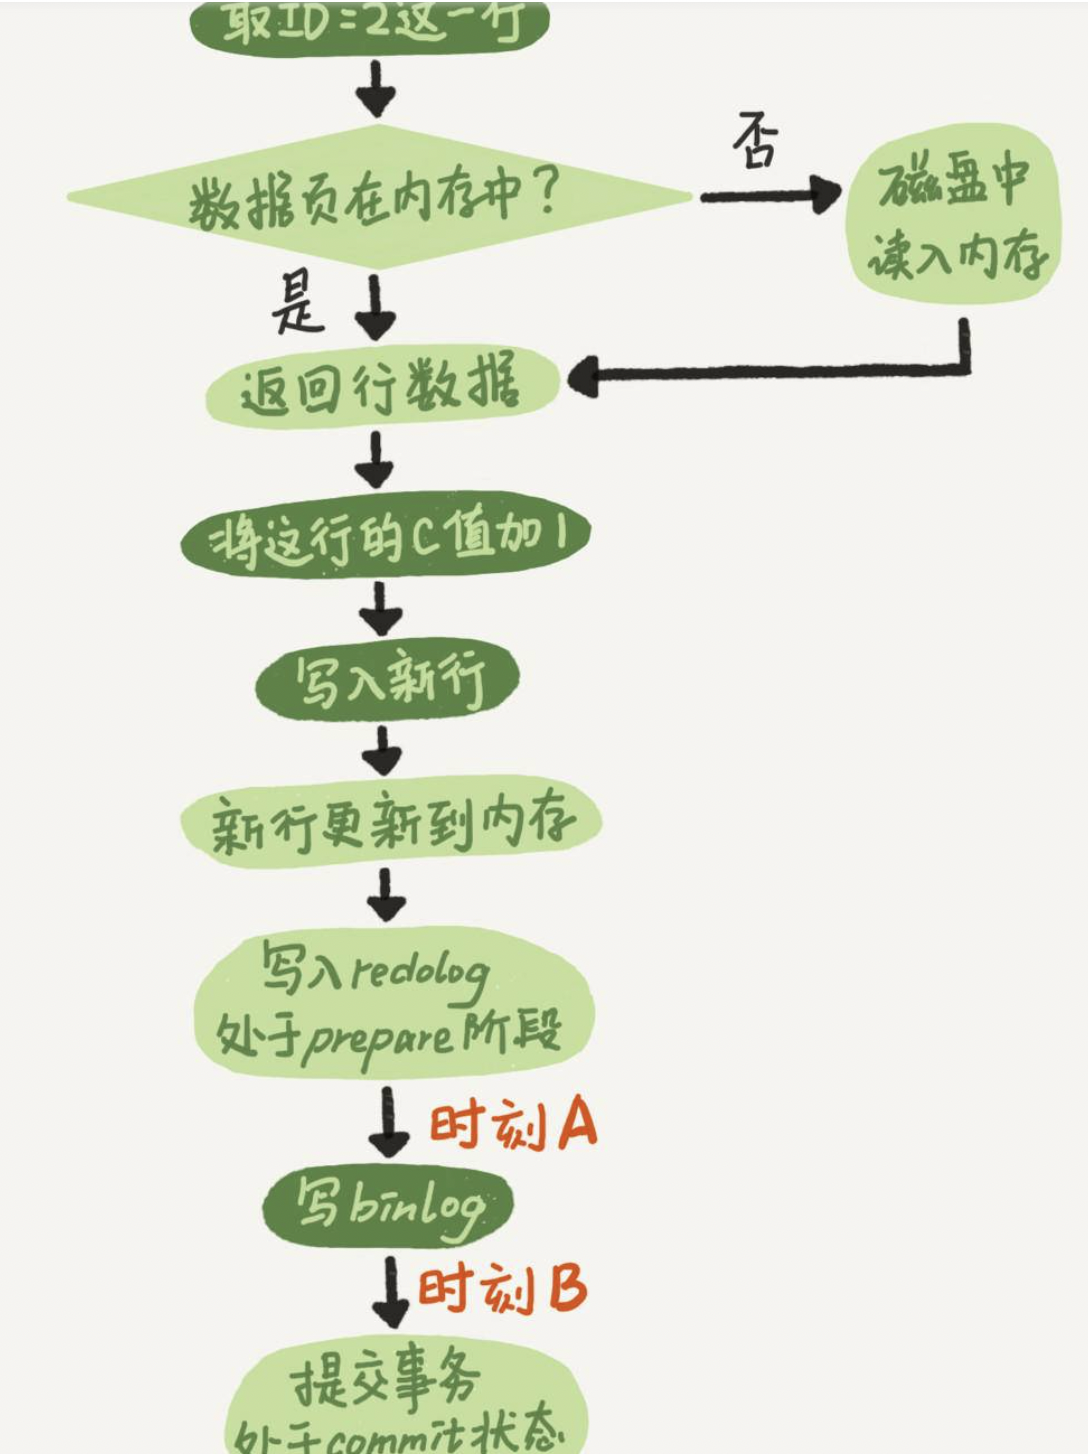 取ID=2这一行
数据页在内存中?
否
磁盘中
读入内存
是
返回行数据
将这行的C值加1
写入新行
新行更新到内存
写入redolog
处于prepare阶段
时刻A
写binlog
时刻B
提交事务
处于commit状态